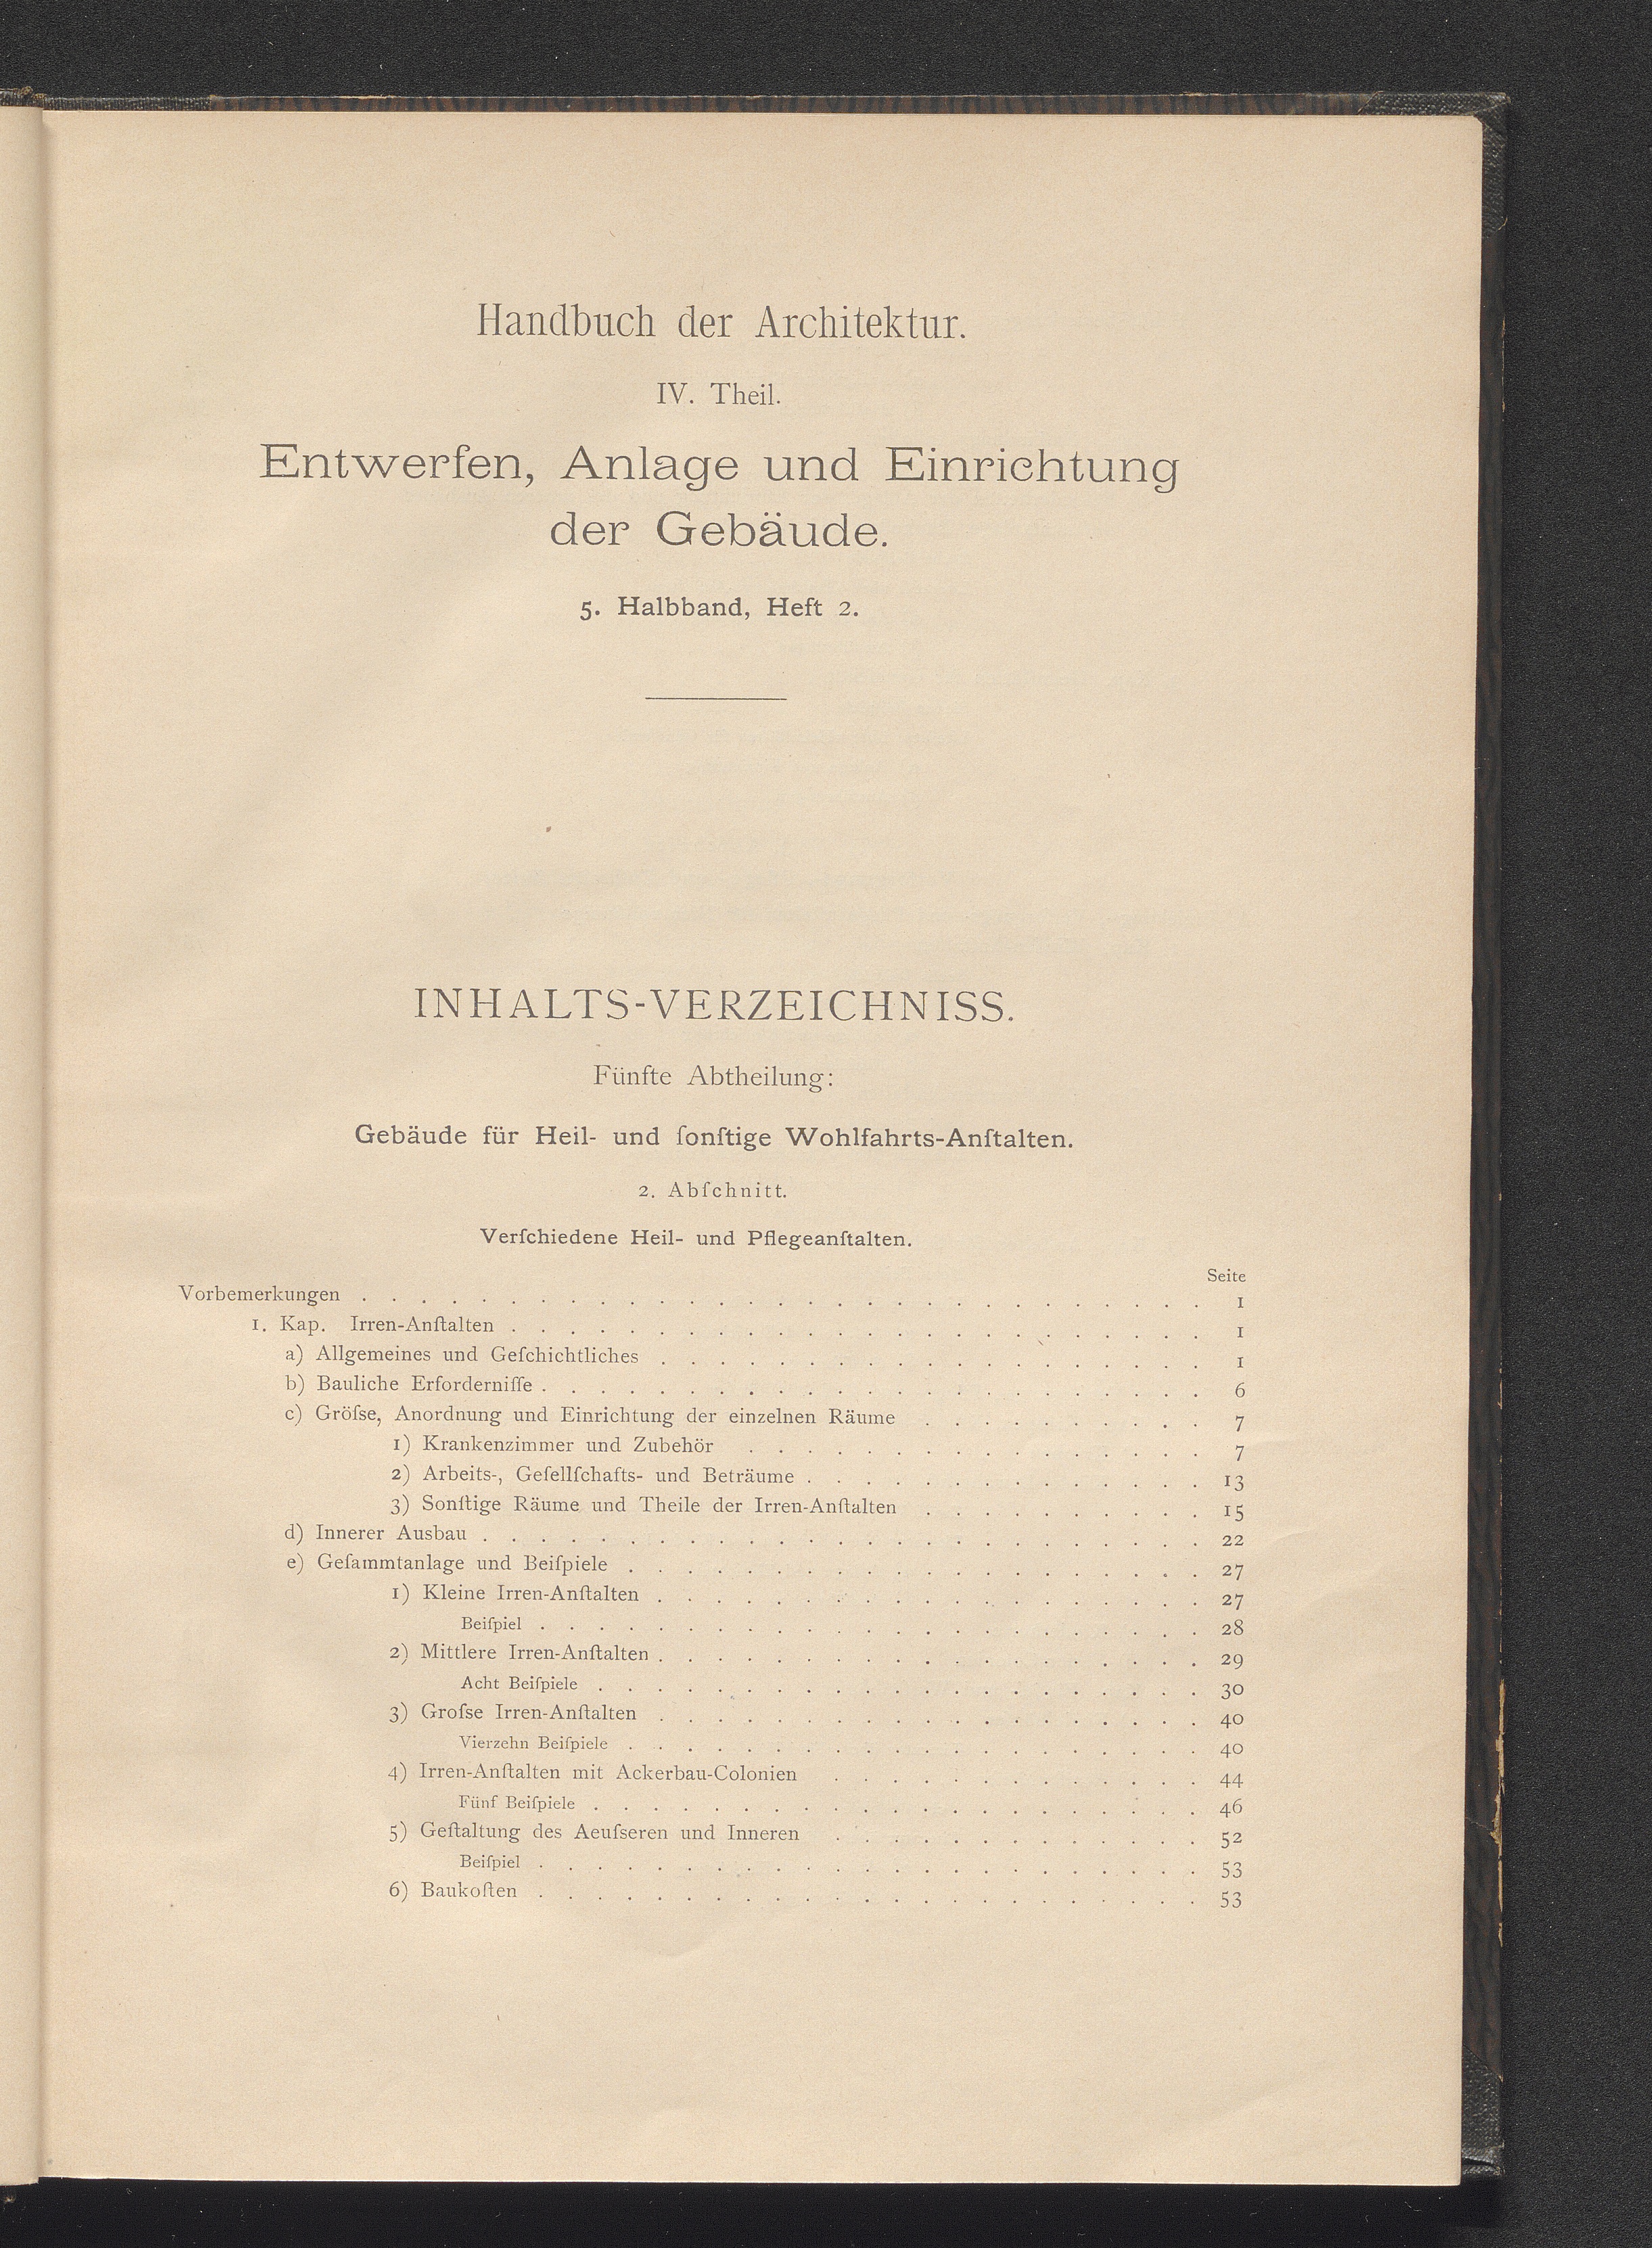 Handbuch der Architektur.
IV. Theil.
Entwerfen, Anlage und Einrichtung
der Gebäude.
5. Halbband, Heft 2.
INHALTS-VERZEICHNISS.
Fünfte Abtheilung:
Gebäude für Heil- und ſonſtige Wohlfahrts-Anſtalten.
2. Abſchnitt.
Verſchiedene Heil- und Pflegeanſtalten.
Seite
Vorbemerkungen . . . . . . . . . . . . . . . . . . . . . . . . . . . . . 1
1. Kap. Irren-Anſtalten . . . . . . . . . . . . . . . . . . . . . . . . 1
a) Allgemeines und Geſchichtliches . . . . . . . . . . . . . . . . . . . 1
b) Bauliche Erforderniſſe . . . . . . . . . . . . . . . . . . . . . . . 6
c) Gröſse, Anordnung und Einrichtung der einzelnen Räume . . . . . . . . . . 7
1) Krankenzimmer und Zubehör . . . . . . . . . . . . . . . . 7
2) Arbeits-, Geſellſchafts- und Beträume . . . . . . . . . . . . . . 13
3) Sonſtige Räume und Theile der Irren-Anſtalten . . . . . . . . . . 15
d) Innerer Ausbau . . . . . . . . . . . . . . . . . . . . . . . . . 22
e) Geſammtanlage und Beiſpiele . . . . . . . . . . . . . . . . . . . . 27
1) Kleine Irren-Anſtalten . . . . . . . . . . . . . . . . . . . 27
Beiſpiel . . . . . . . . . . . . . . . . . . . . . . . 28
2) Mittlere Irren-Anſtalten . . . . . . . . . . . . . . . . . . . 29
Acht Beiſpiele . . . . . . . . . . . . . . . . . . . . . 30
3) Groſse Irren-Anſtalten . . . . . . . . . . . . . . . . . . . 40
Vierzehn Beiſpiele . . . . . . . . . . . . . . . . . . . . 40
4) Irren-Anſtalten mit Ackerbau-Colonien . . . . . . . . . . . . . 44
Fünf Beiſpiele . . . . . . . . . . . . . . . . . . . . . 46
5) Geſtaltung des Aeuſseren und Inneren . . . . . . . . . . . . . 52
Beiſpiel . . . . . . . . . . . . . . . . . . . . . . . 53
6) Baukoſten . . . . . . . . . . . . . . . . . . . . . . . 53